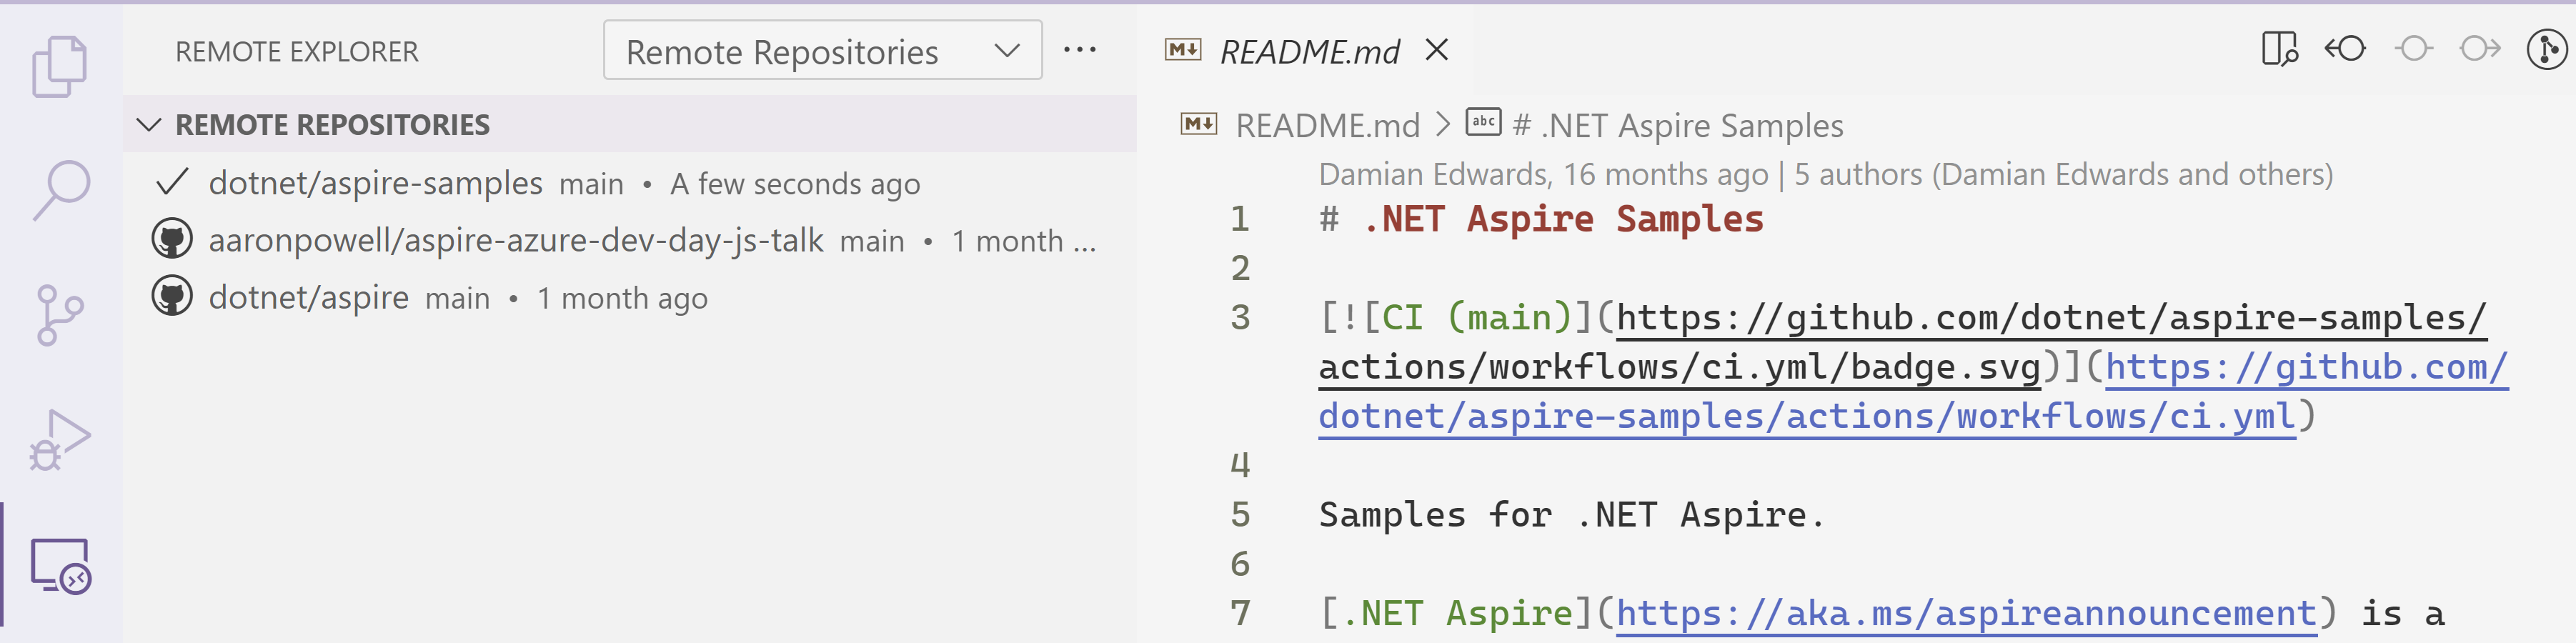 REMOTE EXPLORER
Remote Repositories
REMOTE REPOSITORIES
dotnet/aspire-samples main • A few seconds ago
aaronpowell/aspire-azure-dev-day-js-talk main • 1 month ...
dotnet/aspire main • 1 month ago
README.md
README.md > abc # .NET Aspire Samples
Damian Edwards, 16 months ago | 5 authors (Damian Edwards and others)
1 # .NET Aspire Samples
2
3 [![CI (main)](https://github.com/dotnet/aspire-samples/
actions/workflows/ci.yml/badge.svg)](https://github.com/
dotnet/aspire-samples/actions/workflows/ci.yml)
4
5 Samples for .NET Aspire.
6
7 [.NET Aspire](https://aka.ms/aspireannouncement) is a